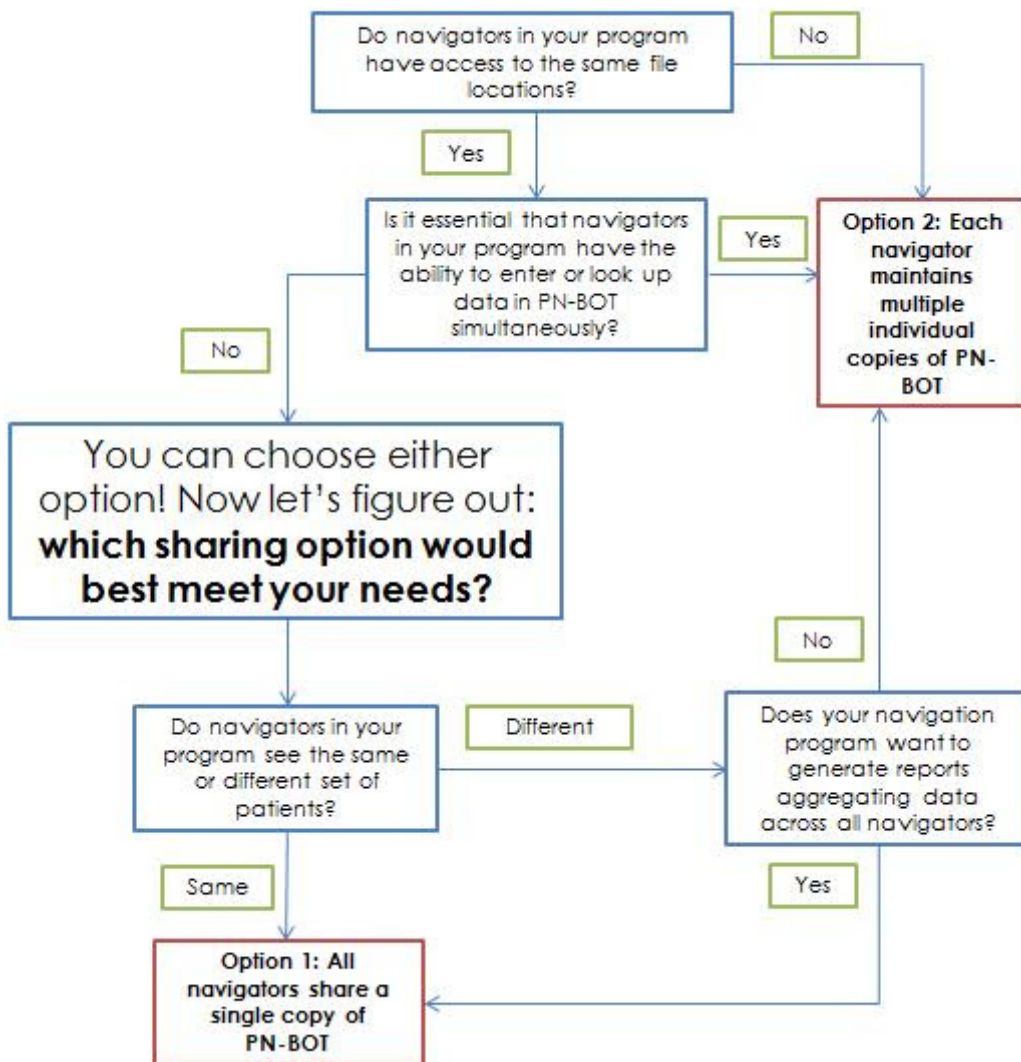 Do navigators in your program
have access to the same file
locations?
No
Yes
Is it essential that navigators
in your program have the
ability to enter or look up
data in PN-BOT
simultaneously?
Yes
Option 2: Each
navigator
maintains
multiple
individual
copies of PN-
BOT
No
You can choose either
option! Now let's figure out:
which sharing option would
best meet your needs?
No
Do navigators in your
program see the same
or different set of
patients?
Different
Does your navigation
program want to
generate reports
aggregating data
across all navigators?
Same
Yes
Option 1: All
navigators share a
single copy of
PN-BOT